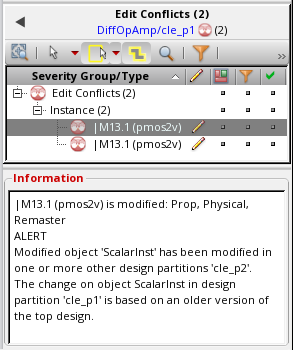 Edit Conflicts (2)
DiffOpAmp/cle_p1 (2)
Severity Group/Type
Edit Conflicts (2)
Instance (2)
|M13.1 (pmos2v)
|M13.1 (pmos2v)
Information
|M13.1 (pmos2v) is modified: Prop, Physical,
Remaster
ALERT
Modified object 'ScalarInst' has been modified in
one or more other design partitions 'cle_p2'.
The change on object ScalarInst in design
partition 'cle_p1' is based on an older version of
the top design.